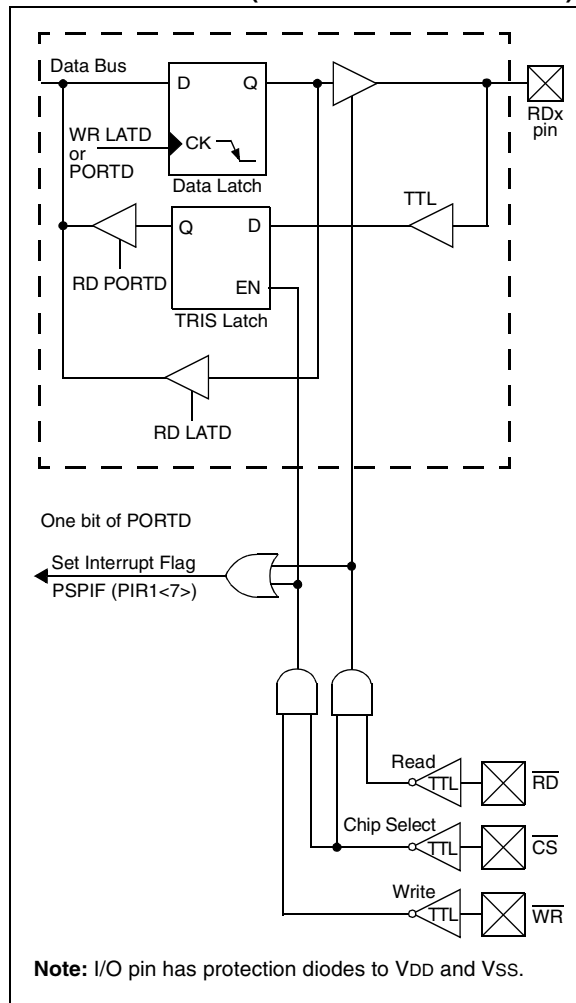 Data Bus
D
Q
RDx
pin
WR LATD
or
PORTD
CK
Data Latch
TTL
Q
D
RD PORTD
EN
TRIS Latch
RD LATD
One bit of PORTD
Set Interrupt Flag
PSPIF (PIR1<7>)
Read
TTL
RD
Chip Select
TTL
CS
Write
TTL
WR
Note: I/O pin has protection diodes to VDD and VSS.